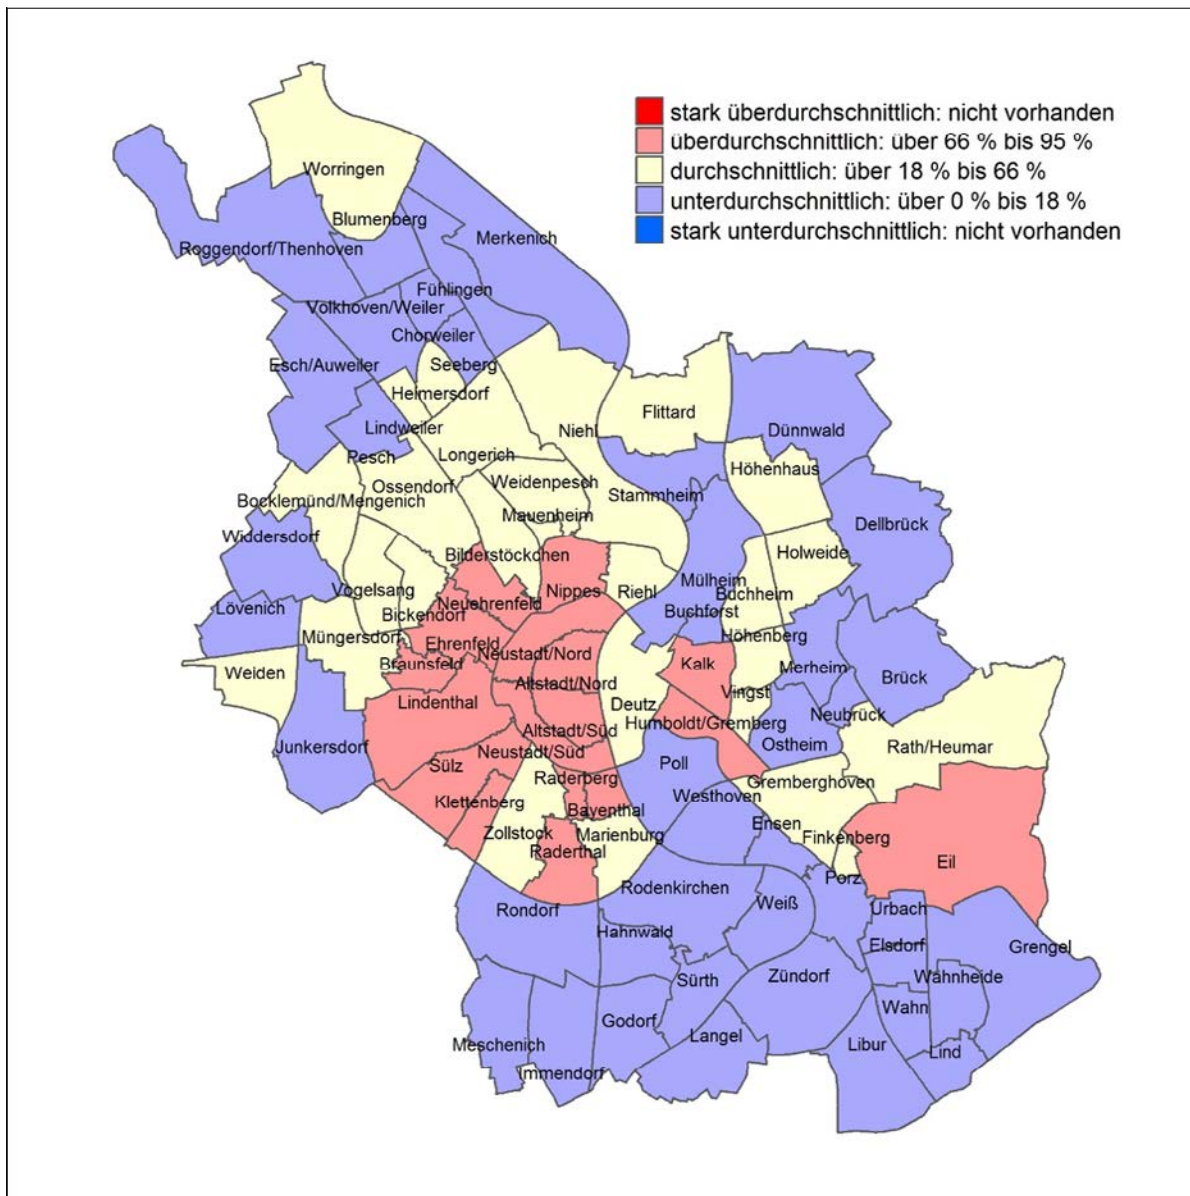 stark überdurchschnittlich: nicht vorhanden
überdurchschnittlich: über 66 % bis 95 %
durchschnittlich: über 18 % bis 66 %
unterdurchschnittlich: über 0 % bis 18 %
stark unterdurchschnittlich: nicht vorhanden
Worringen
Blumenberg
Merkenich
Roggendorf/Thenhoven
Fühlingen
Volkhoven/Weiler
Chorweiler
Esch/Auweiler
Seeberg
Heimersdorf
Flittard
Lindweiler
Niehl
Dünnwald
Pesch
Longerich
Höhenhaus
Ossendorf
Weidenpesch
Stammheim
Bocklemünd/Mengenich
Mauenheim
Dellbrück
Widdersdorf
Bilderstöckchen
Holweide
Mülheim
Vogelsang
Nippes
Riehl
Buchheim
Neuehrenfeld
Lövenich
Bickendorf
Buchforst
Müngersdorf
Ehrenfeld
Höhenberg
Neustadt/Nord
Braunsfeld
Kalk
Merheim
Weiden
Brück
Altstadt/Nord
Vingst
Lindenthal
Deutz
Neubrück
Humboldt/Gremberg
Altstadt/Süd
Junkersdorf
Ostheim
Rath/Heumar
Neustadt/Süd
Sülz
Poll
Raderberg
Gremberghoven
Westhoven
Klettenberg
Bayenthal
Ensen
Zollstock
Marienburg
Finkenberg
Raderthal
Eil
Porz
Rodenkirchen
Weiß
Rondorf
Urbach
Hahnwald
Elsdorf
Grengel
Sürth
Zündorf
Wahnheide
Wahn
Godorf
Langel
Meschenich
Libur
Lind
Immendorf